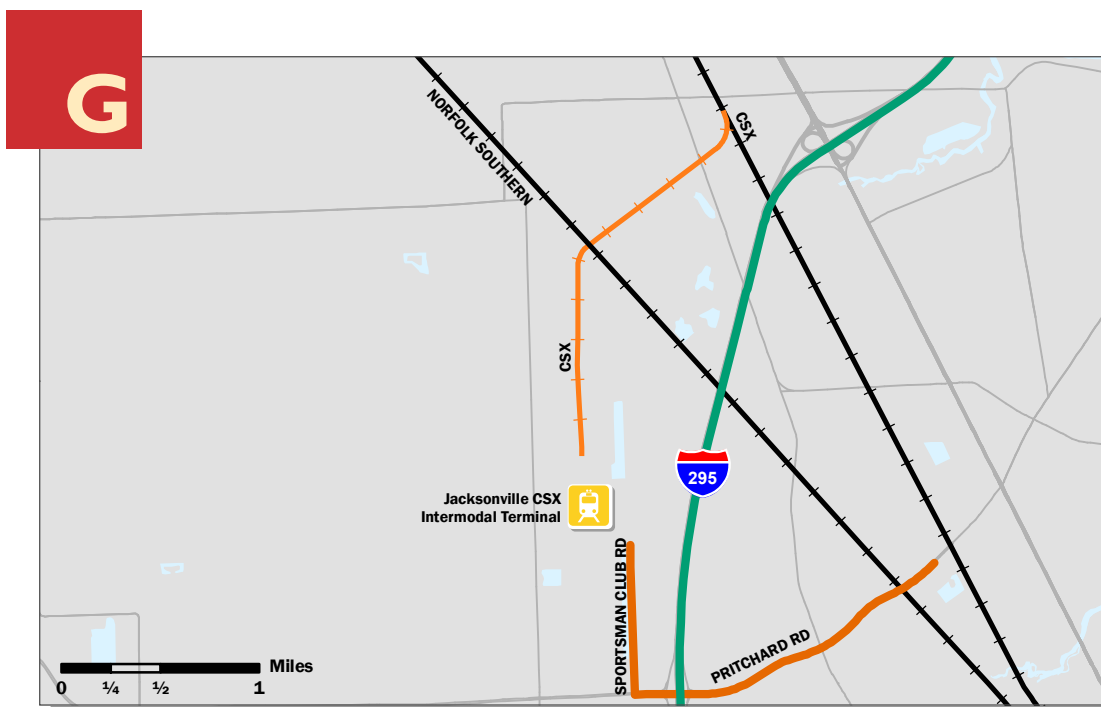 G
NORFOLK SOUTHERN
CSX
CSX
295
Jacksonville CSX
Intermodal Terminal
SPORTSMAN CLUB RD
PRITCHARD RD
Miles
0 ¼ ½ 1